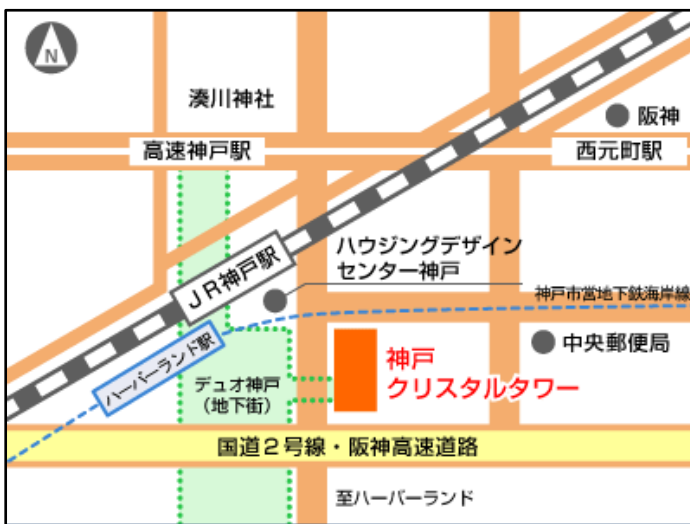 N
湊川神社
阪神
高速神戸駅
西元町駅
ハウジングデザイン
センター神戸
JR神戸駅
神戸市営地下鉄海岸線
ハーバーランド駅
中央郵便局
神戸
クリスタルタワー
デュオ神戸
(地下街)
国道2号線・阪神高速道路
至ハーバーランド